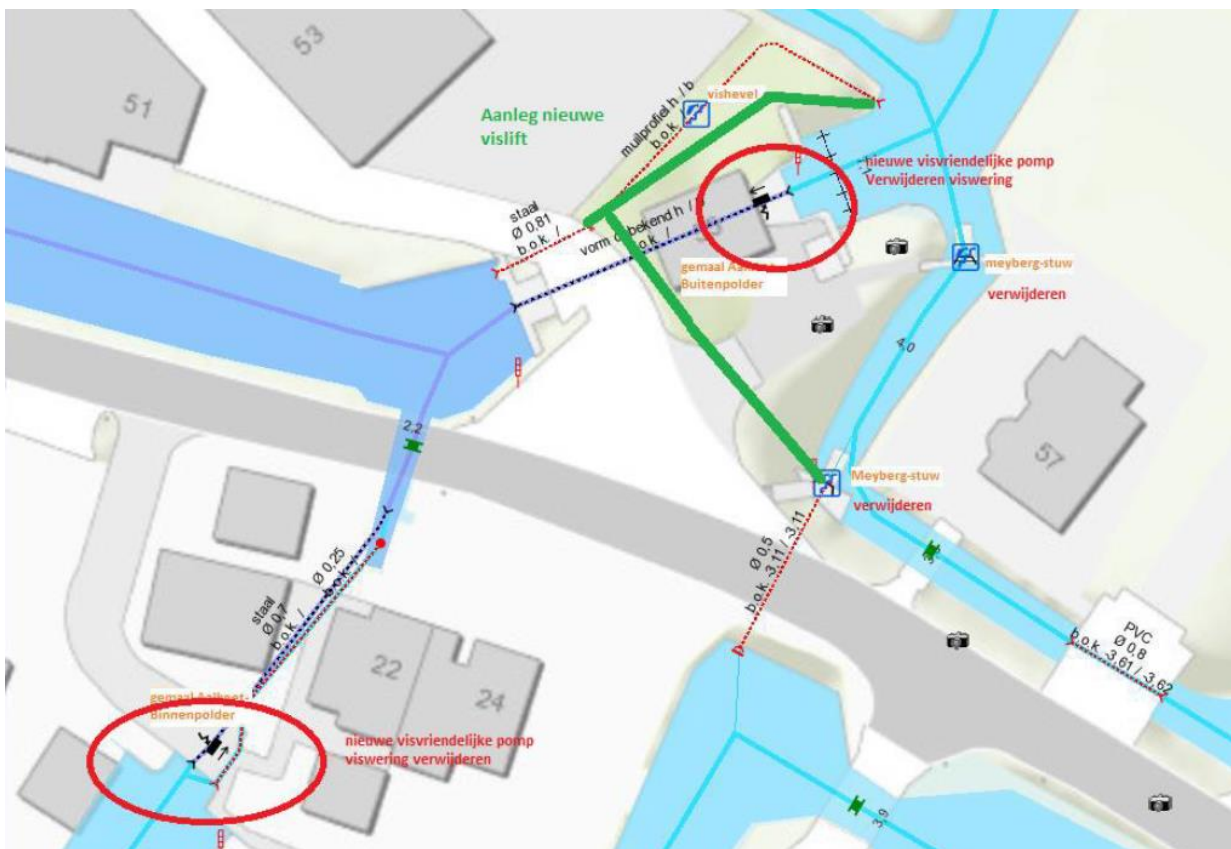 53
51
Aanleg nieuwe
vislift
vishevel
muilprofiel h / b
b.o.k.
nieuwe visvriendelijke pomp
Verwijderen viswering
staal
Ø 0.81
b.o.k. /
gemaal
Buitenpolder
meyberg-stuw
verwijderen
4,0
57
2,2
Meyberg-stuw
verwijderen
Ø 0,5
b.o.k. -3,11 / -3,11
PVC
Ø 0,8
b.o.k. -3,61 / -3,62
Ø 0,25
b.o.k. /
staal
Ø 0,7
b.o.k. /
22
24
gemaal
Binnenpolder
nieuwe visvriendelijke pomp
viswering verwijderen
3,9